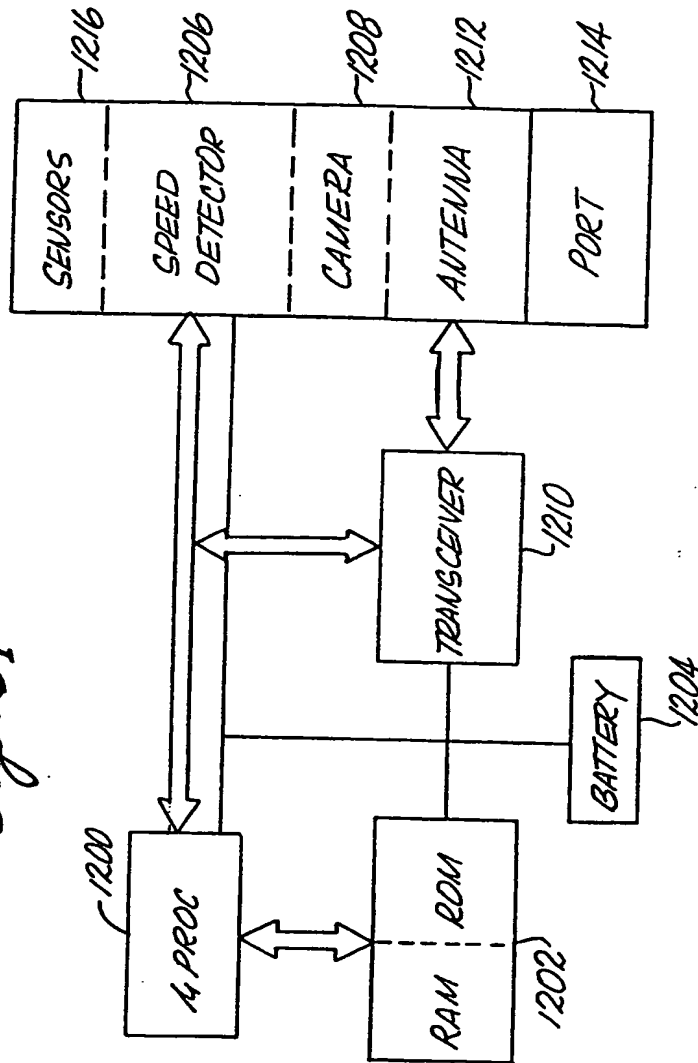 1200
μ PROC
RAM
ROM
1202
BATTERY
1204
TRANSCEIVER
1210
SENSORS
1216
SPEED
DETECTOR
1206
CAMERA
1208
ANTENNA
1212
PORT
1214